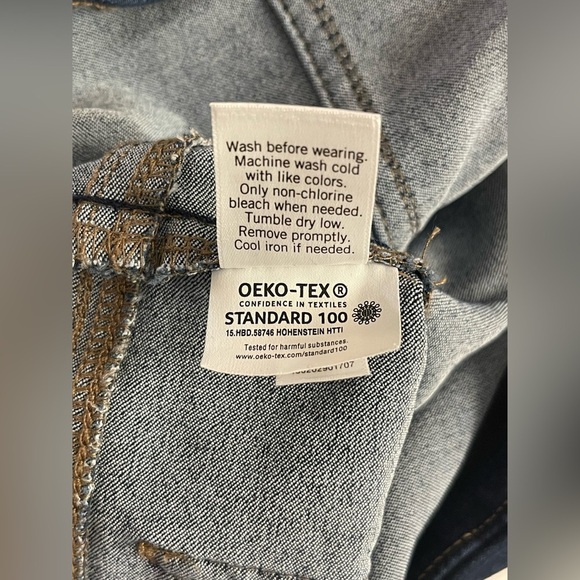 Wash before wearing.
Machine wash cold
with like colors.
Only non-chlorine
bleach when needed.
Tumble dry low.
Remove promptly.
Cool iron if needed.
OEKO-TEX®
CONFIDENCE IN TEXTILES
STANDARD 100
15.HBD.58746 HOHENSTEIN HTTI
Tested for harmful substances.
www.oeko-tex.com/standard100